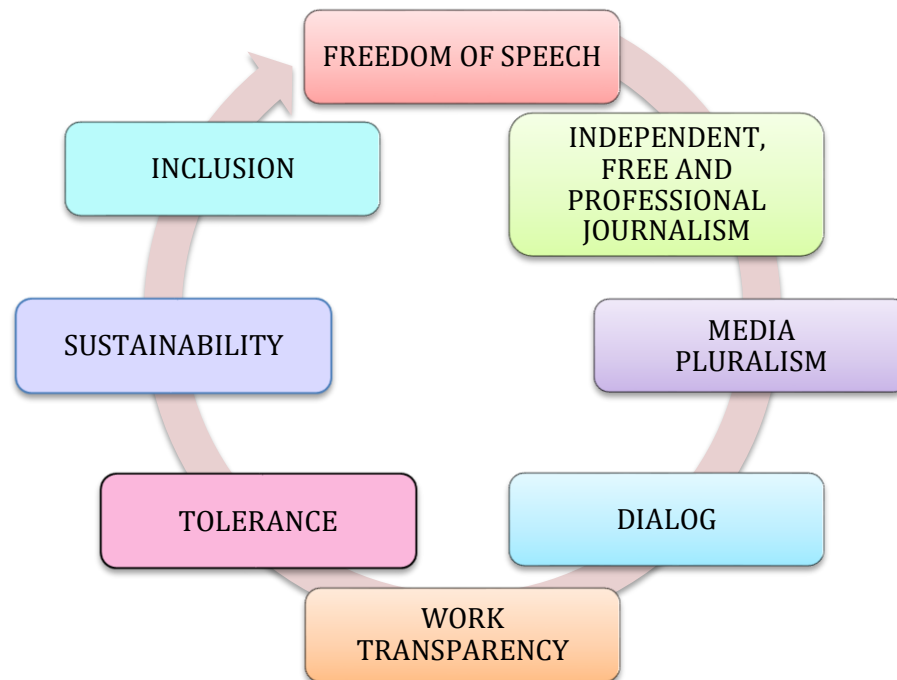 FREEDOM OF SPEECH
INDEPENDENT,
FREE AND
PROFESSIONAL
JOURNALISM
MEDIA
PLURALISM
DIALOG
WORK
TRANSPARENCY
TOLERANCE
SUSTAINABILITY
INCLUSION